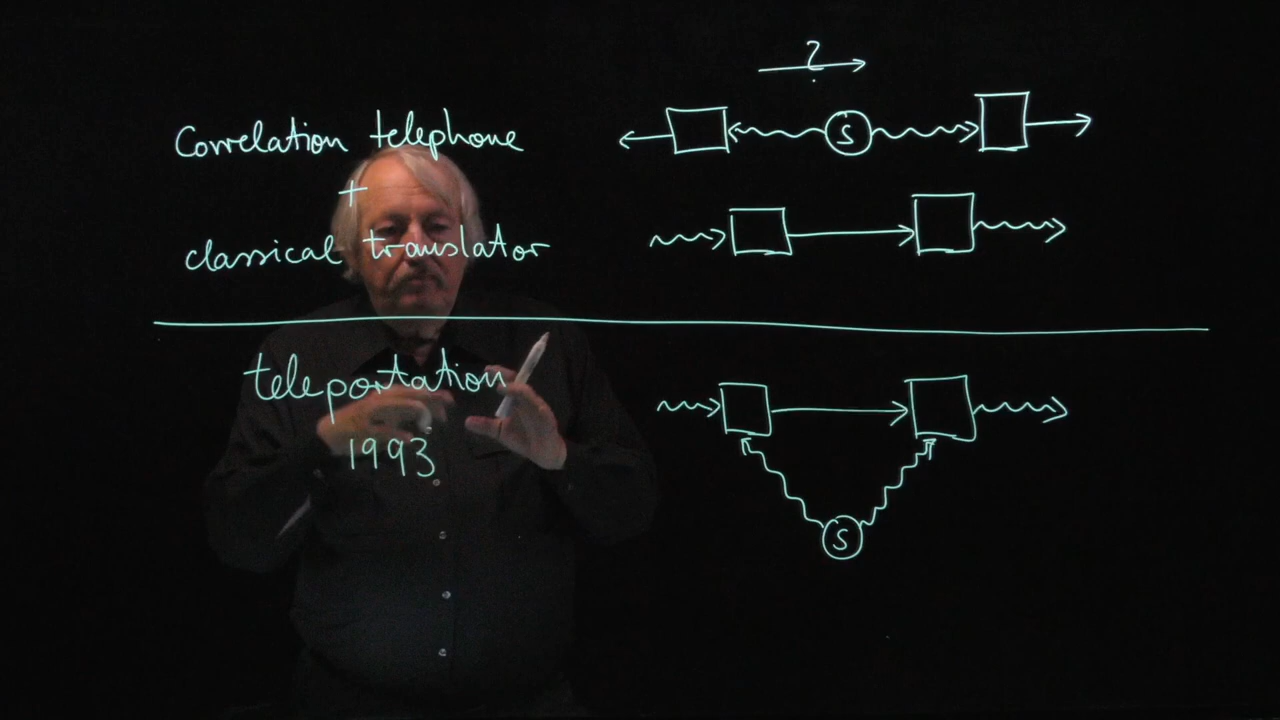 ?
Correlation telephone
S
+
classical translator
teleportation
1993
S